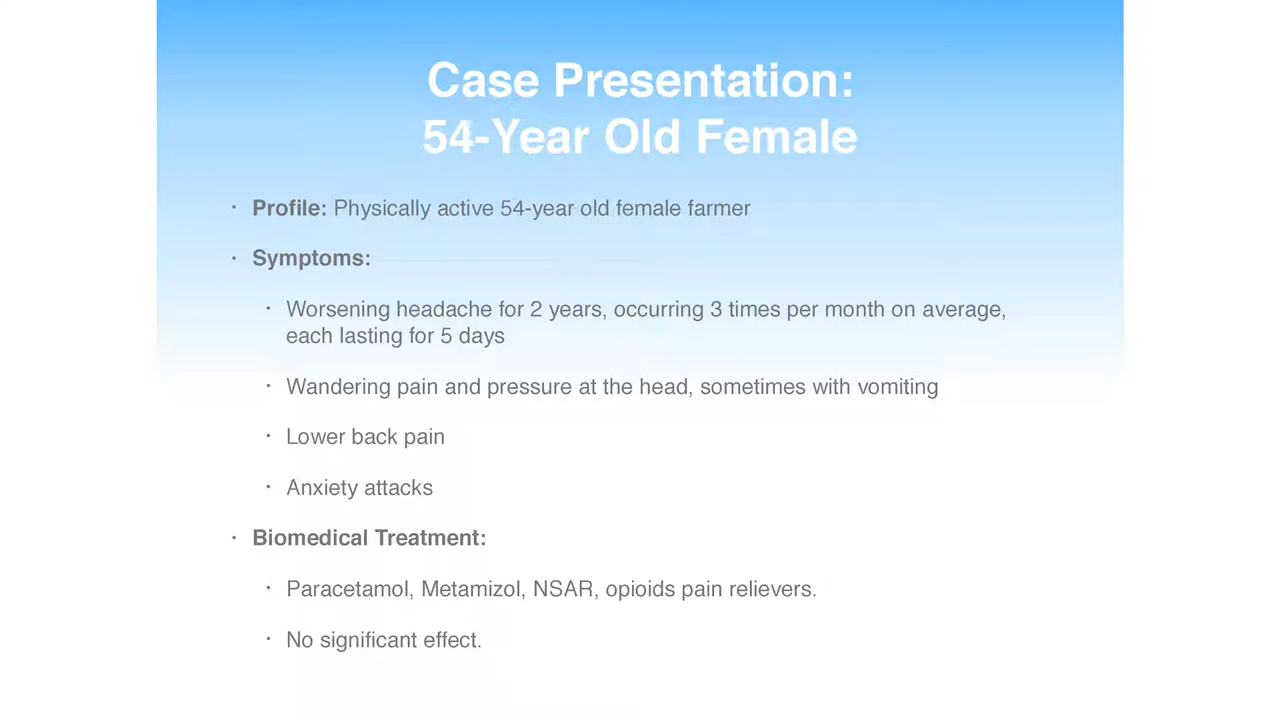 Case Presentation:
54-Year Old Female
· Profile: Physically active 54-year old female farmer
· Symptoms:
· Worsening headache for 2 years, occurring 3 times per month on average,
each lasting for 5 days
· Wandering pain and pressure at the head, sometimes with vomiting
· Lower back pain
· Anxiety attacks
· Biomedical Treatment:
· Paracetamol, Metamizol, NSAR, opioids pain relievers.
· No significant effect.